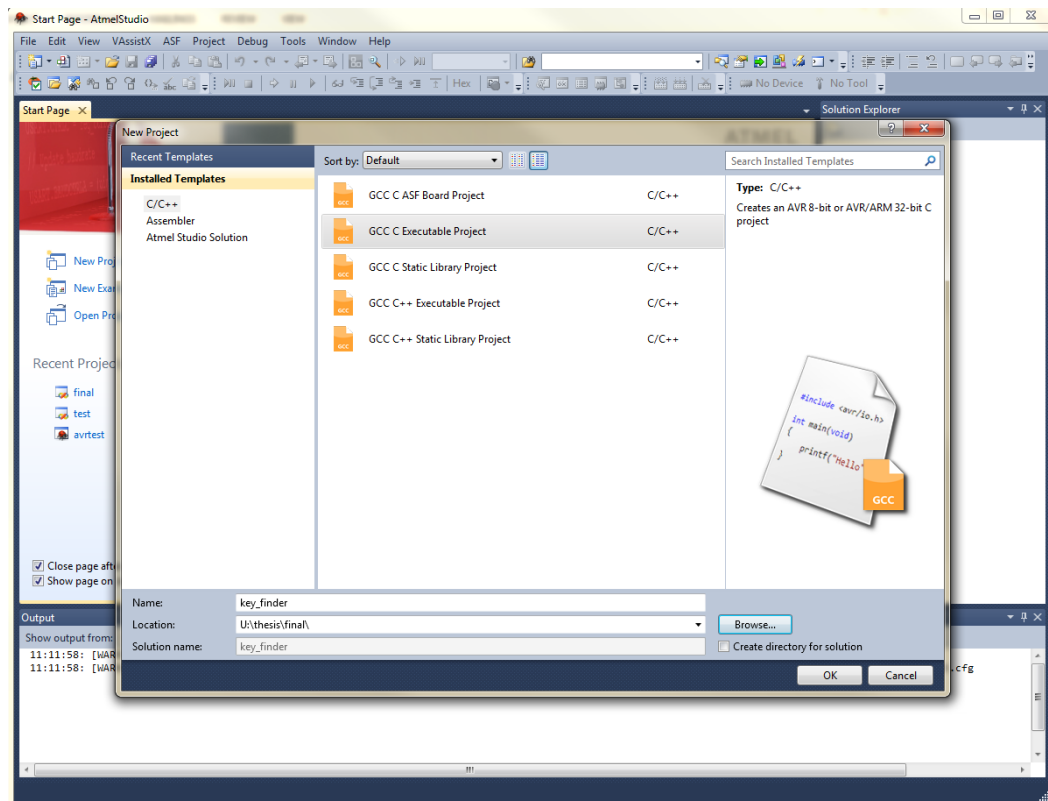 Start Page - AtmelStudio
File Edit View VAssistX ASF Project Debug Tools Window Help
Hex No Device No Tool
Start Page
Solution Explorer
New Project
Recent Templates
Installed Templates
C/C++
Assembler
Atmel Studio Solution
Sort by: Default
Search Installed Templates
GCC C ASF Board Project C/C++
GCC C Executable Project C/C++
GCC C Static Library Project C/C++
GCC C++ Executable Project C/C++
GCC C++ Static Library Project C/C++
Type: C/C++
Creates an AVR 8-bit or AVR/ARM 32-bit C
project
#include <avr/io.h>
int main(void)
{
printf("Hello"
}
GCC
New Proj
New Exam
Open Pro
Recent Project
final
test
avrtest
Close page afte
Show page on
Name: key_finder
Location: U:\thesis\final\
Browse...
Solution name: key_finder
Create directory for solution
OK Cancel
Output
Show output from:
11:11:58: [WAR
11:11:58: [WAR
.cfg